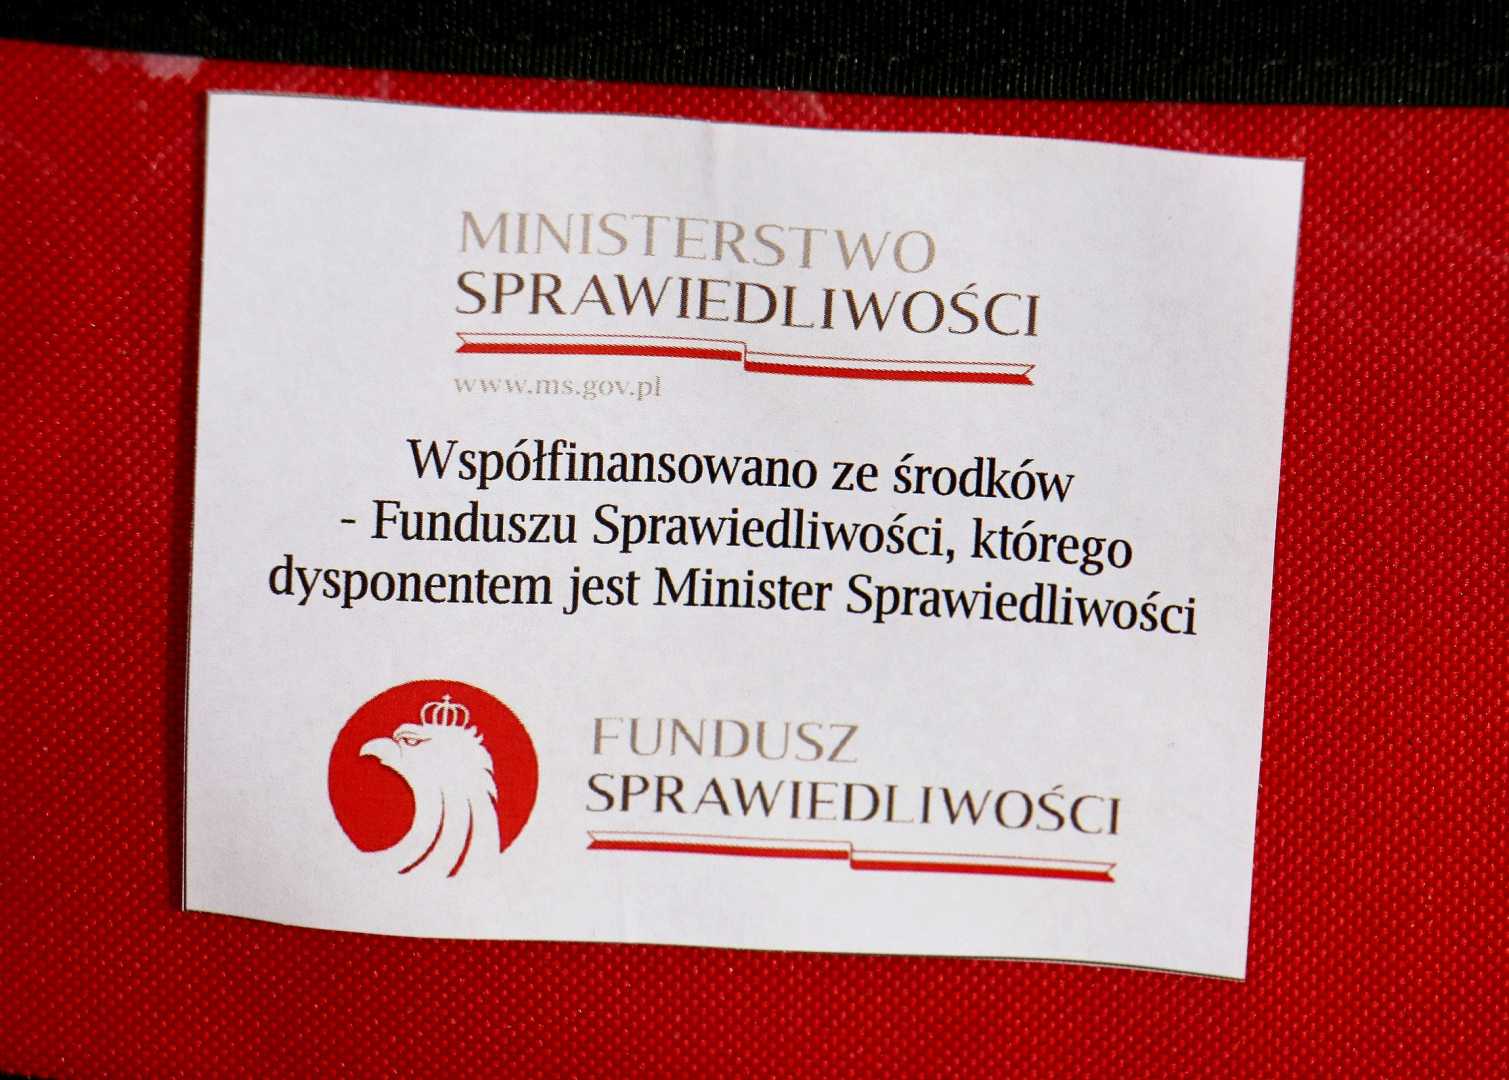 MINISTERSTWO
SPRAWIEDLIWOŚCI
www.ms.gov.pl
Współfinansowano ze środków
- Funduszu Sprawiedliwości, którego
dysponentem jest Minister Sprawiedliwości
FUNDUSZ
SPRAWIEDLIWOŚCI